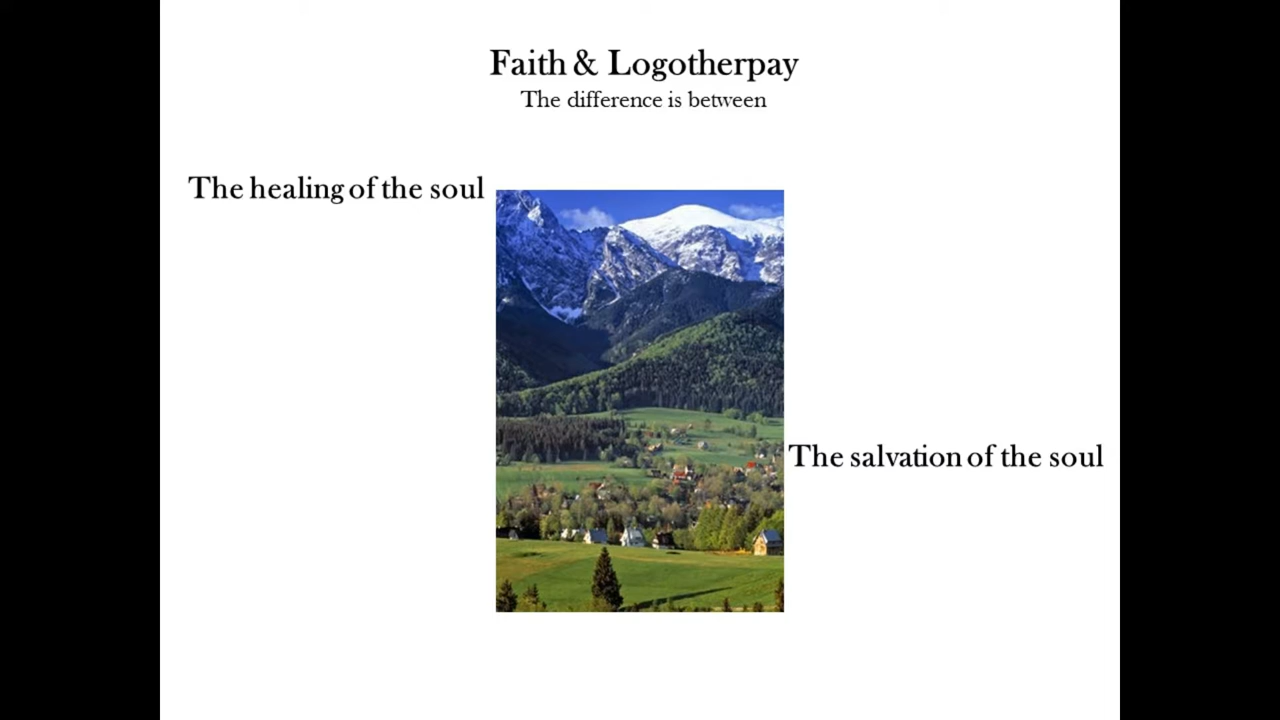 Faith & Logotherpay
The difference is between
The healing of the soul
The salvation of the soul